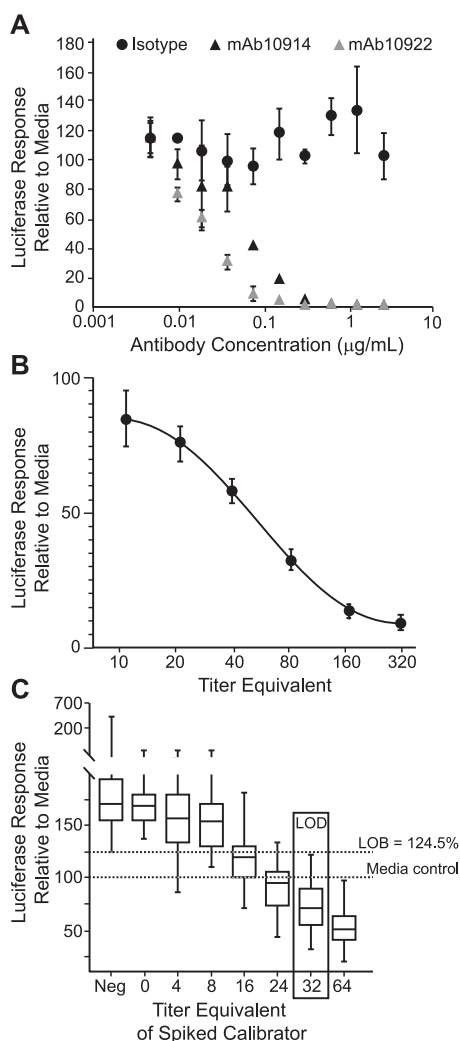 A
180
160
140
120
100
80
60
40
20
0
Luciferase Response
Relative to Media
Isotype mAb10914 mAb10922
0.001 0.01 0.1 1 10
Antibody Concentration (μg/mL)
B
100
50
0
Luciferase Response
Relative to Media
10 20 40 80 160 320
Titer Equivalent
C
700
200
150
100
50
Luciferase Response
Relative to Media
LOD
LOB = 124.5%
Media control
Neg 0 4 8 16 24 32 64
Titer Equivalent
of Spiked Calibrator